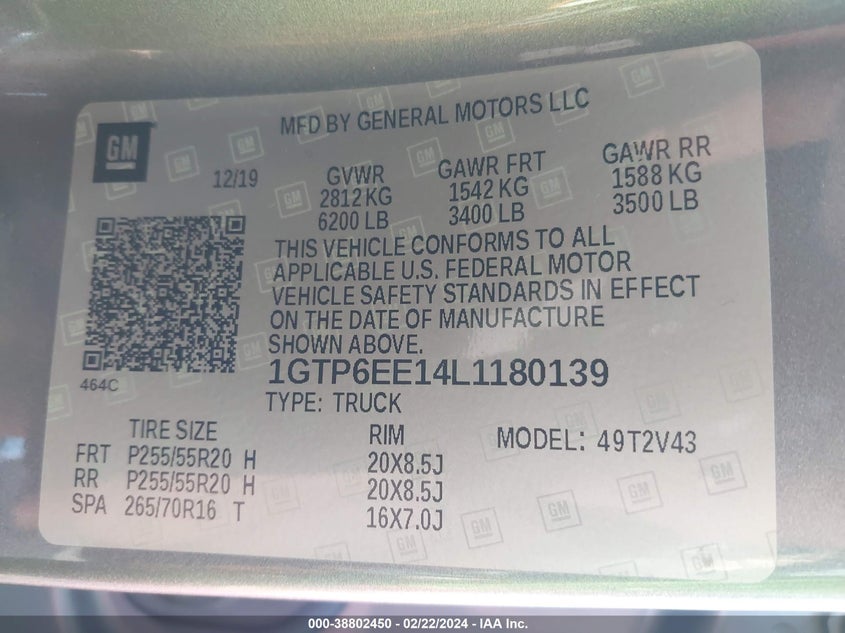 MFD BY GENERAL MOTORS LLC
GM
12/19
GVWR GAWR FRT GAWR RR
2812 KG 1542 KG 1588 KG
6200 LB 3400 LB 3500 LB
THIS VEHICLE CONFORMS TO ALL
APPLICABLE U.S. FEDERAL MOTOR
VEHICLE SAFETY STANDARDS IN EFFECT
ON THE DATE OF MANUFACTURE
SHOWN ABOVE.
464C
1GTP6EE14L1180139
TYPE: TRUCK
TIRE SIZE RIM MODEL: 49T2V43
FRT P255/55R20 H 20X8.5J
RR P255/55R20 H 20X8.5J
SPA 265/70R16 T 16X7.0J
000-38802450 - 02/22/2024 - IAA Inc.